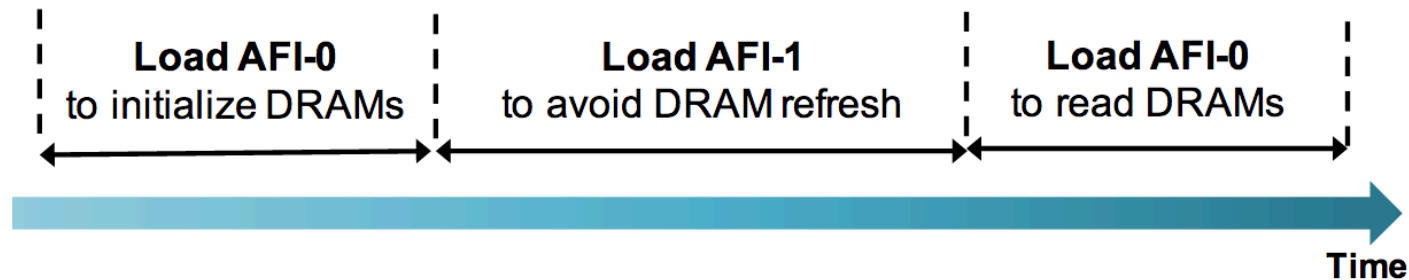 Load AFI-0
to initialize DRAMs
Load AFI-1
to avoid DRAM refresh
Load AFI-0
to read DRAMs
Time